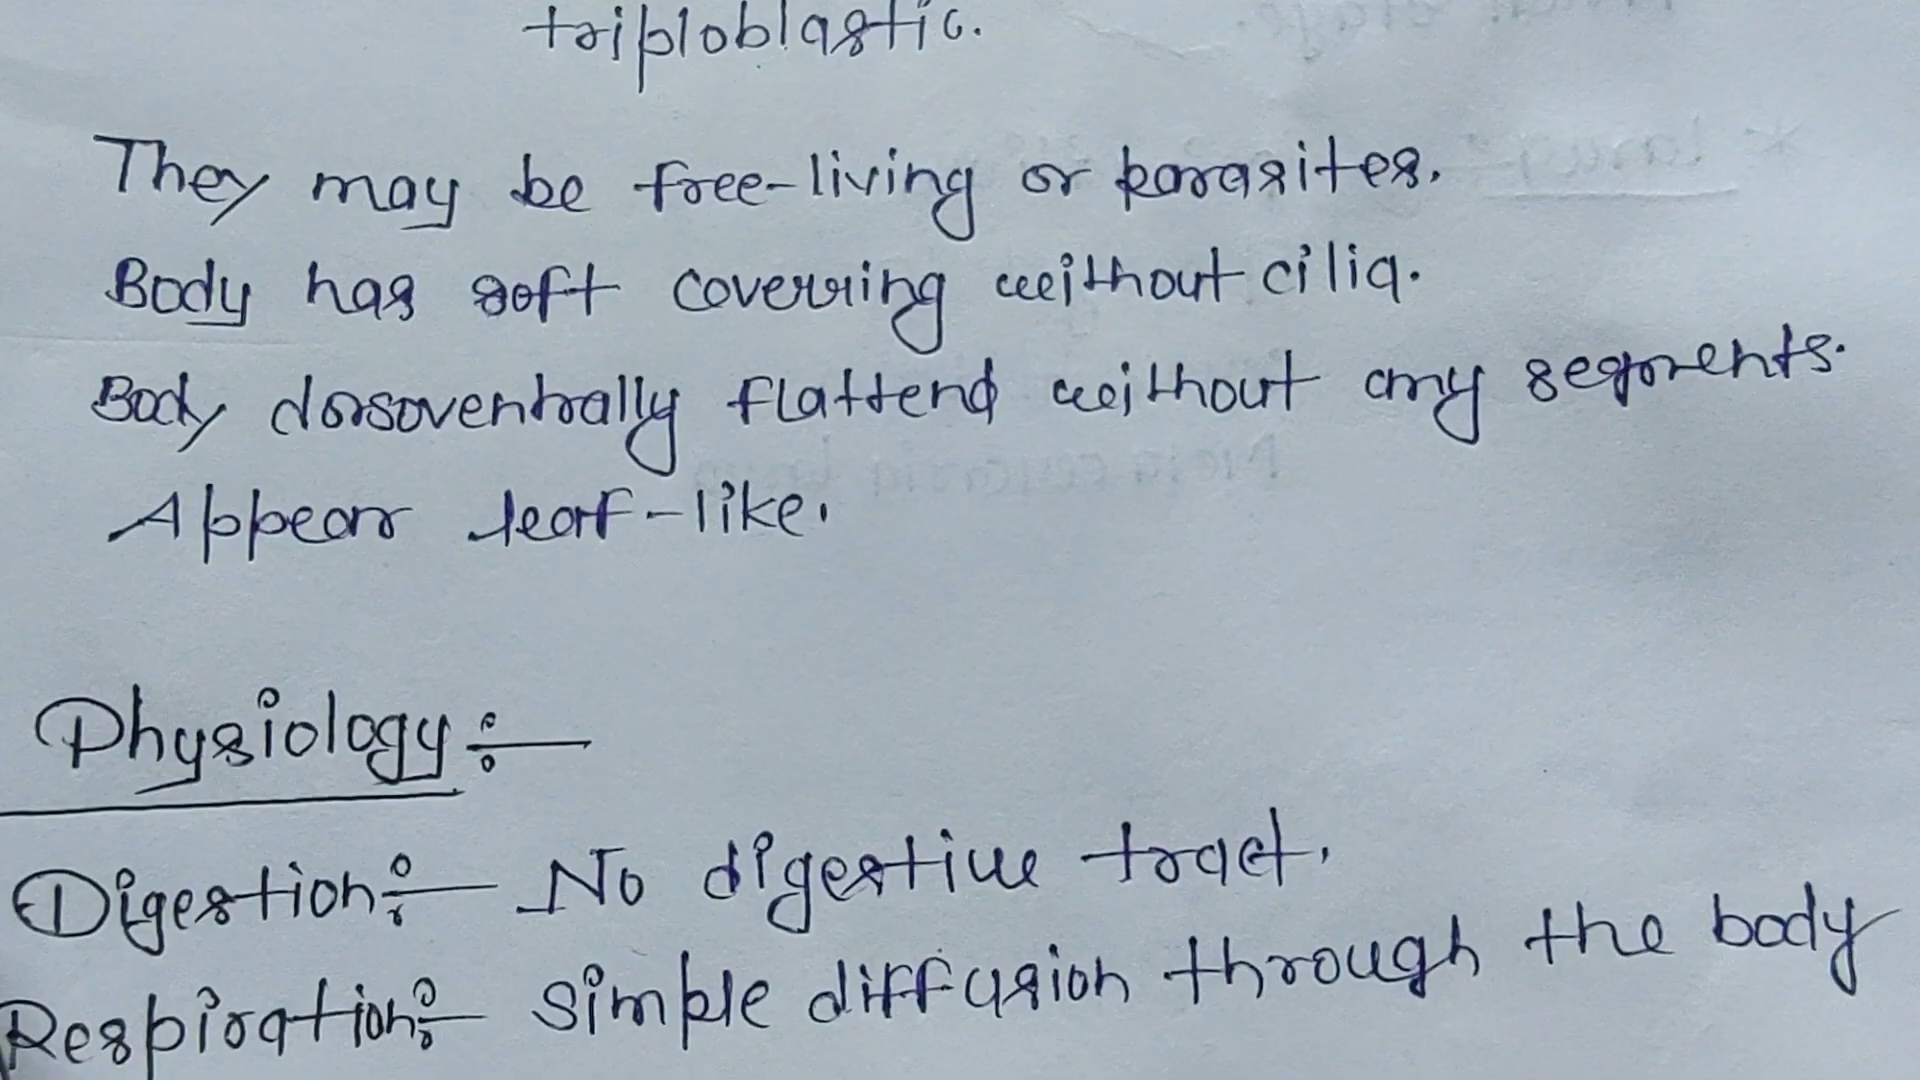 triploblastic.
They may be free-living or parasites.
Body has soft coverring without cilia.
Body dorsoventrally flattend without any segments.
Appear leaf-like.
Physiology:-
Digestion:- No digestive tract.
Respiration:- Simple diffusion through the body